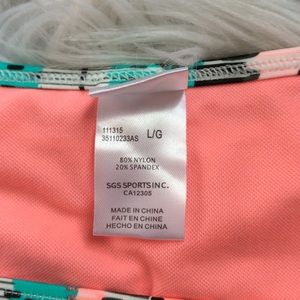 111315
35110233AS
L/G
80% NYLON
20% SPANDEX
SGS SPORTS INC.
CA12305
MADE IN CHINA
FAIT EN CHINE
HECHO EN CHINA